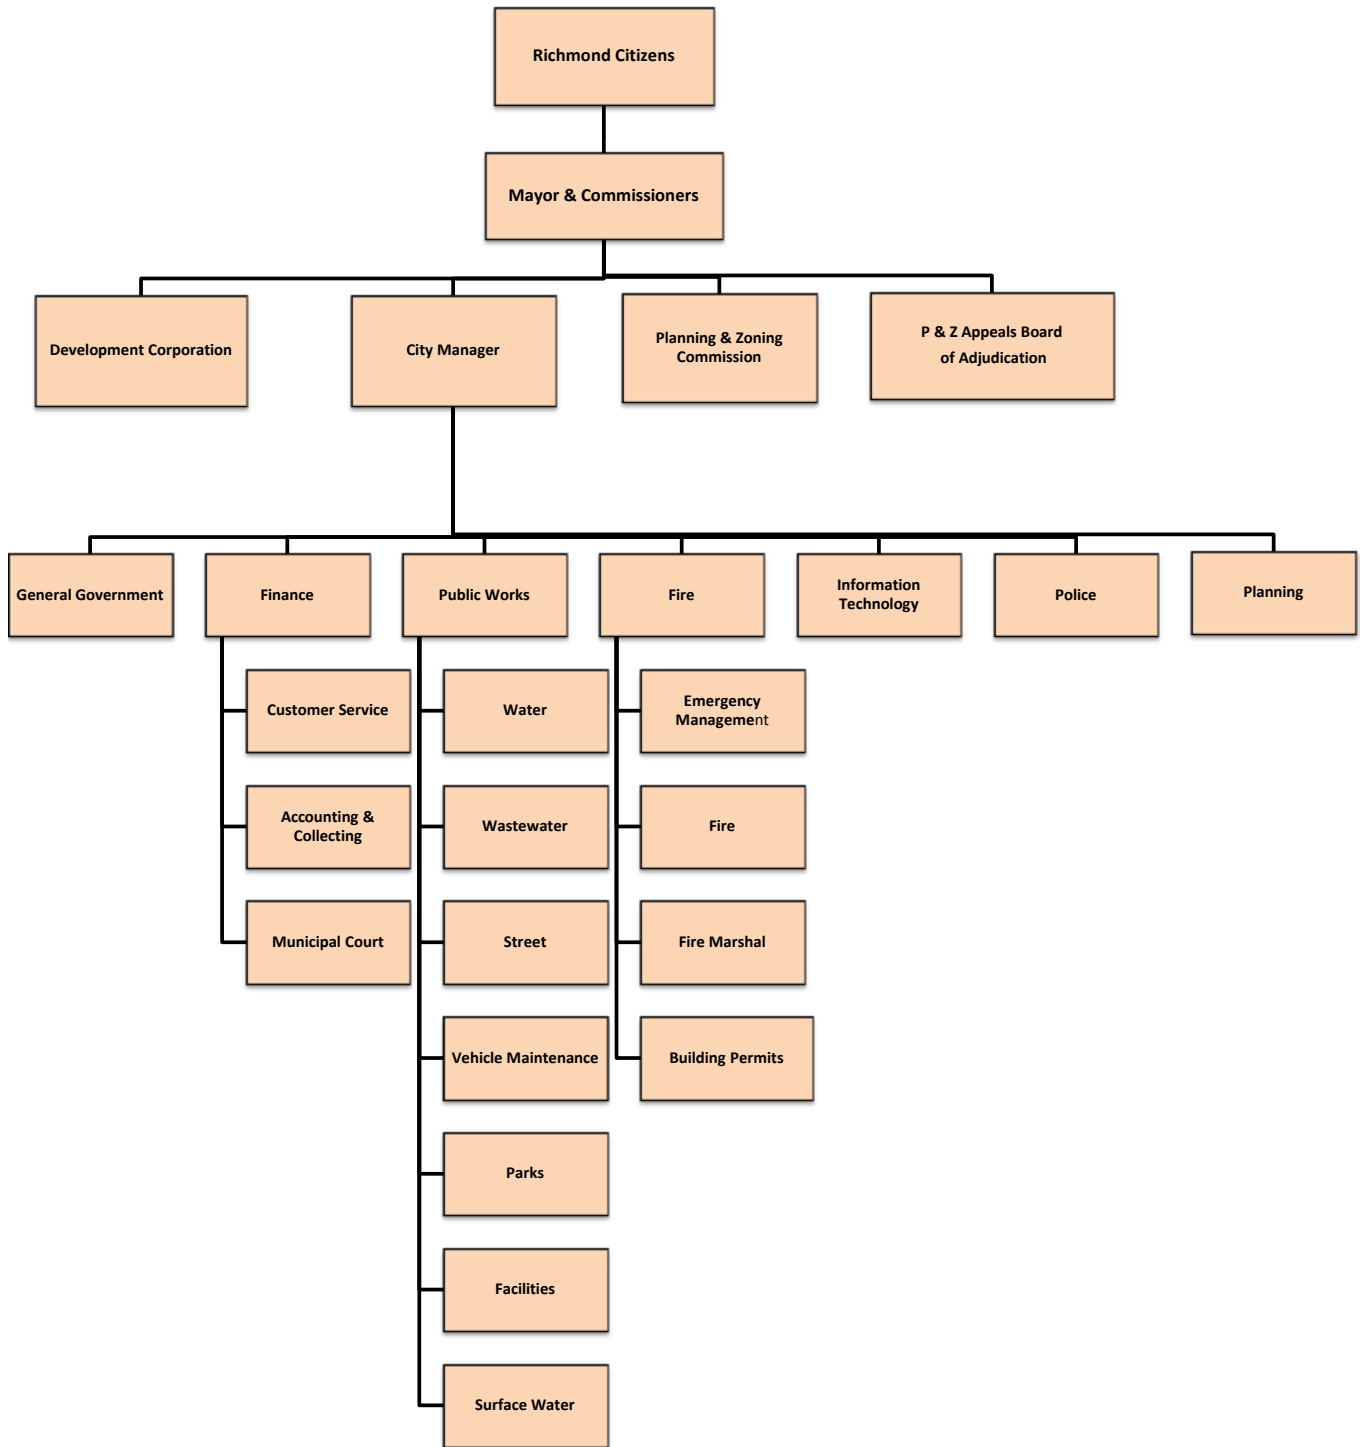 Richmond Citizens
Mayor & Commissioners
Development Corporation
City Manager
Planning & Zoning
Commission
P & Z Appeals Board
of Adjudication
General Government
Finance
Public Works
Fire
Information
Technology
Police
Planning
Customer Service
Water
Emergency
Management
Accounting &
Collecting
Wastewater
Fire
Municipal Court
Street
Fire Marshal
Vehicle Maintenance
Building Permits
Parks
Facilities
Surface Water